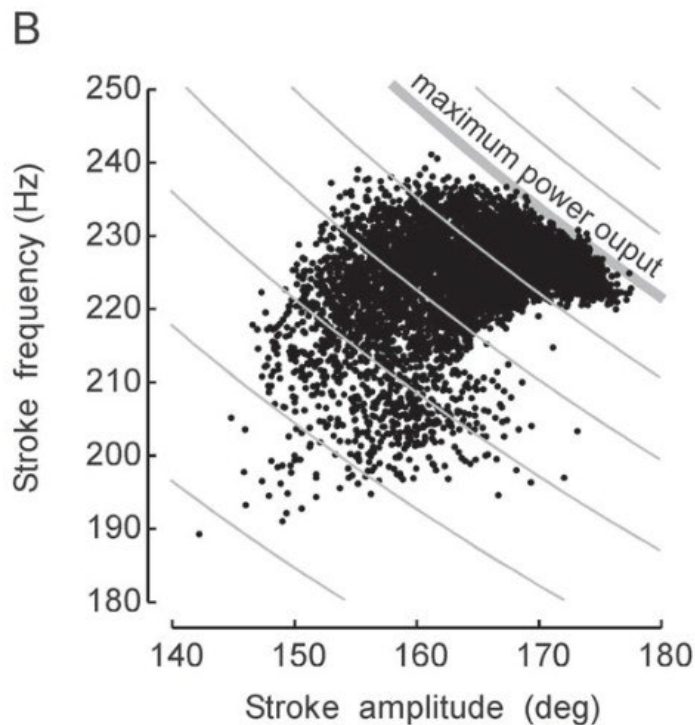 B
250
240
230
220
210
200
190
180
Stroke frequency (Hz)
maximum power ouput
140 150 160 170 180
Stroke amplitude (deg)